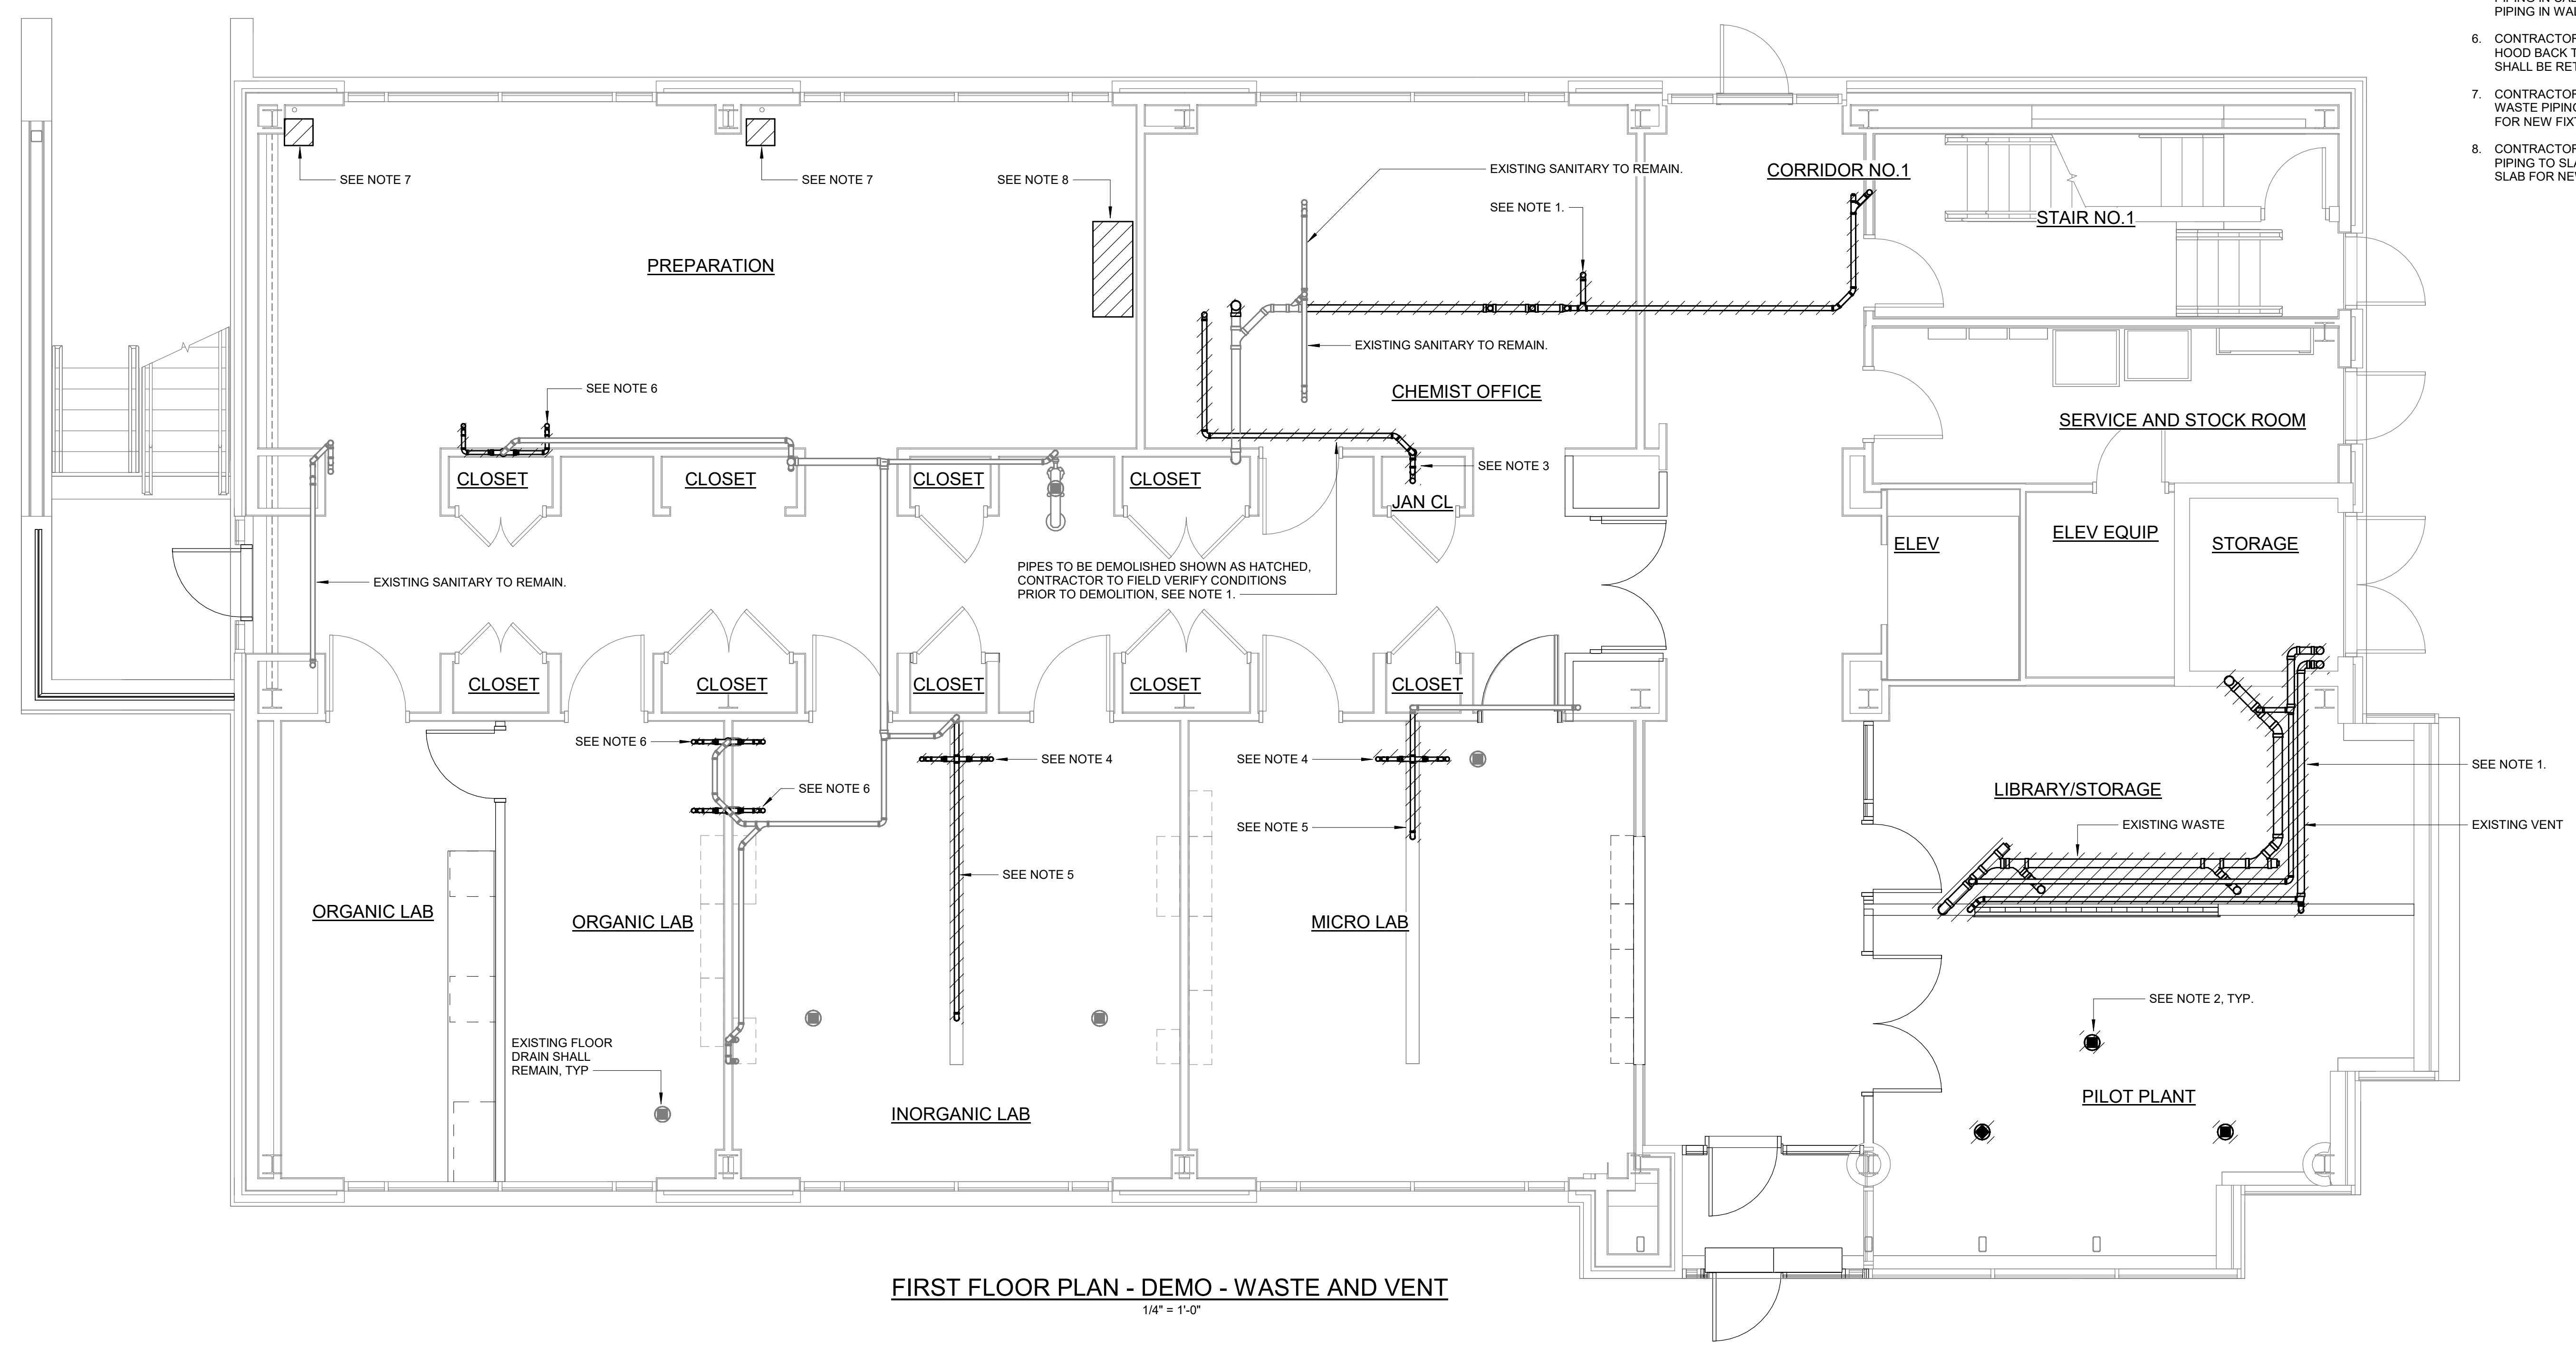 PIPING IN WAL
6. CONTRACTOR
HOOD BACK T
SHALL BE RET
7. CONTRACTOR
WASTE PIPING
FOR NEW FIXT
8. CONTRACTOR
PIPING TO SLA
SLAB FOR NEW
SEE NOTE 7
SEE NOTE 7
SEE NOTE 8
EXISTING SANITARY TO REMAIN.
CORRIDOR NO.1
SEE NOTE 1.
STAIR NO.1
PREPARATION
EXISTING SANITARY TO REMAIN.
SEE NOTE 6
CHEMIST OFFICE
SERVICE AND STOCK ROOM
SEE NOTE 3
CLOSET
CLOSET
CLOSET
CLOSET
JAN CL
ELEV
ELEV EQUIP
STORAGE
EXISTING SANITARY TO REMAIN.
PIPES TO BE DEMOLISHED SHOWN AS HATCHED,
CONTRACTOR TO FIELD VERIFY CONDITIONS
PRIOR TO DEMOLITION, SEE NOTE 1.
CLOSET
CLOSET
CLOSET
CLOSET
CLOSET
SEE NOTE 6
SEE NOTE 4
SEE NOTE 4
SEE NOTE 1.
SEE NOTE 6
LIBRARY/STORAGE
SEE NOTE 5
EXISTING WASTE
EXISTING VENT
SEE NOTE 5
ORGANIC LAB
ORGANIC LAB
MICRO LAB
SEE NOTE 2, TYP.
EXISTING FLOOR
DRAIN SHALL
REMAIN, TYP
PILOT PLANT
INORGANIC LAB
FIRST FLOOR PLAN - DEMO - WASTE AND VENT
1/4" = 1'-0"